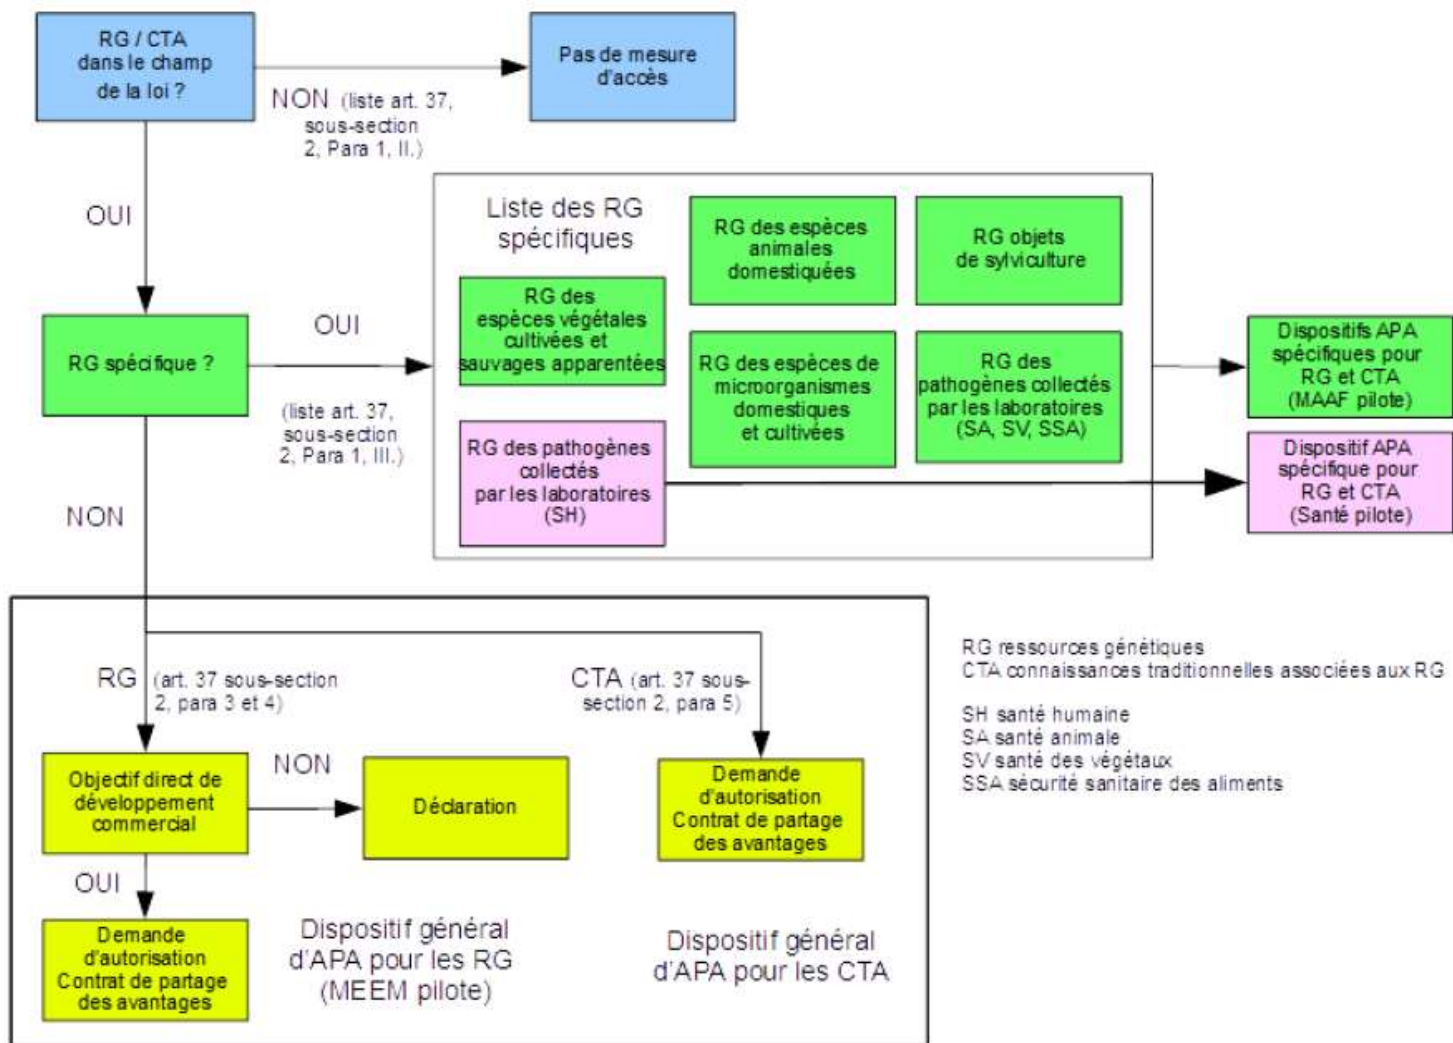 RG / CTA
dans le champ
de la loi ?
Pas de mesure
d'accès
NON (liste art. 37,
sous-section
2, Para 1, II.)
OUI
Liste des RG
spécifiques
RG des espèces
animales
domestiquées
RG objets
de sylviculture
RG des
espèces végétales
cultivées et
sauvages apparentées
RG des espèces de
microorganismes
domestiques
et cultivées
RG des
pathogènes collectés
par les laboratoires
(SA, SV, SSA)
RG des pathogènes
collectés
par les laboratoires
(SH)
RG spécifique ?
OUI
(liste art. 37,
sous-section
2, Para 1, III.)
Dispositifs APA
spécifiques pour
RG et CTA
(MAAF pilote)
Dispositif APA
spécifique pour
RG et CTA
(Santé pilote)
NON
RG (art. 37 sous-section
2, para 3 et 4)
CTA (art. 37 sous-
section 2, para 5)
Objectif direct de
développement
commercial
NON
Déclaration
Demande
d'autorisation
Contrat de partage
des avantages
OUI
Demande
d'autorisation
Contrat de partage
des avantages
Dispositif général
d'APA pour les RG
(MEEM pilote)
Dispositif général
d'APA pour les CTA
RG ressources génétiques
CTA connaissances traditionnelles associées aux RG
SH santé humaine
SA santé animale
SV santé des végétaux
SSA sécurité sanitaire des aliments